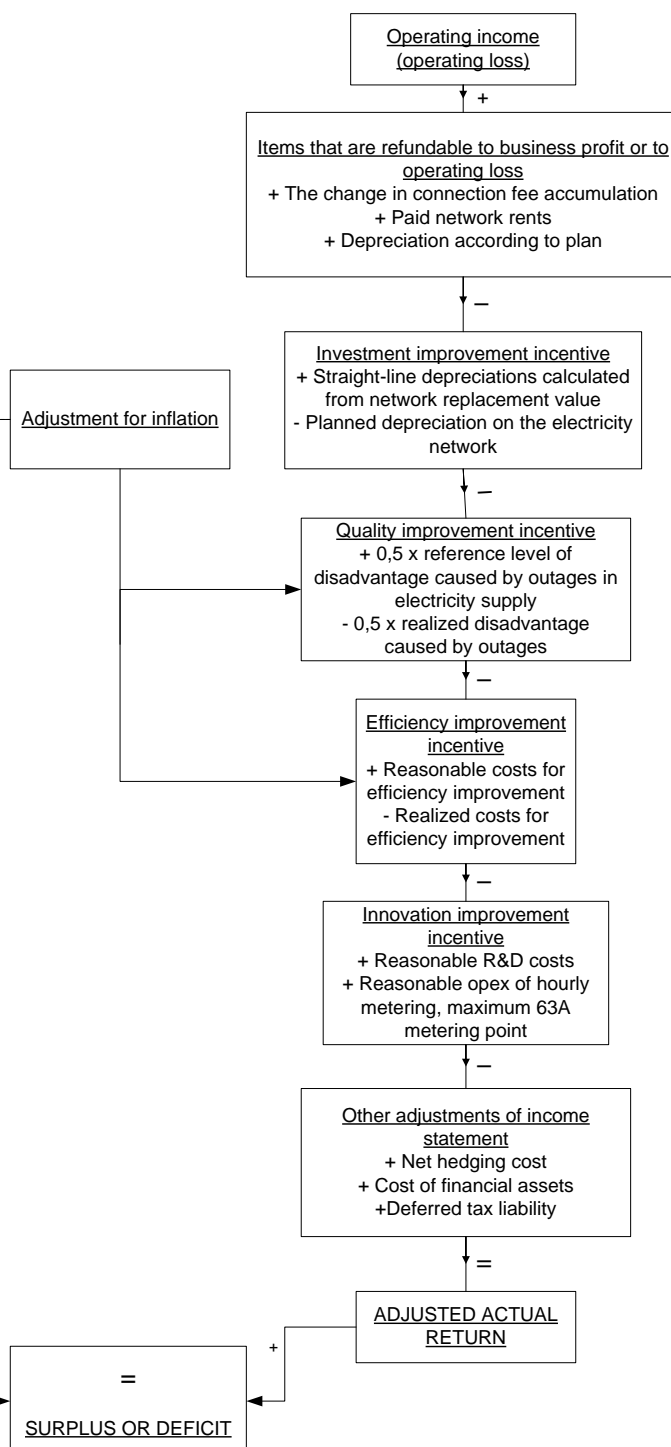 Operating income
(operating loss)
+
Items that are refundable to business profit or to
operating loss
+ The change in connection fee accumulation
+ Paid network rents
+ Depreciation according to plan
−
Investment improvement incentive
+ Straight-line depreciations calculated
from network replacement value
- Planned depreciation on the electricity
network
Adjustment for inflation
−
Quality improvement incentive
+ 0,5 x reference level of
disadvantage caused by outages in
electricity supply
- 0,5 x realized disadvantage
caused by outages
−
Efficiency improvement
incentive
+ Reasonable costs for
efficiency improvement
- Realized costs for
efficiency improvement
−
Innovation improvement
incentive
+ Reasonable R&D costs
+ Reasonable opex of hourly
metering, maximum 63A
metering point
−
Other adjustments of income
statement
+ Net hedging cost
+ Cost of financial assets
+Deferred tax liability
=
ADJUSTED ACTUAL
RETURN
+
=
SURPLUS OR DEFICIT